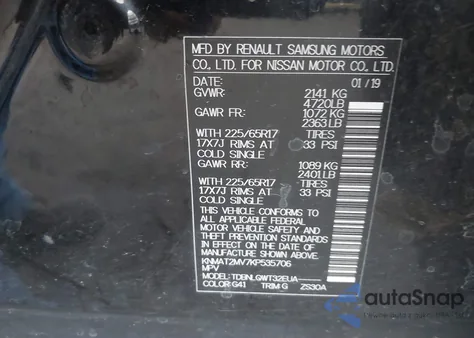 MFD BY RENAULT SAMSUNG MOTORS
CO., LTD. FOR NISSAN MOTOR CO., LTD.
DATE: 01/19
GVWR: 2141 KG
4720LB
GAWR FR: 1072 KG
2363LB
WITH 225/65R17 TIRES
17X7J RIMS AT 33 PSI
COLD SINGLE
GAWR RR: 1089 KG
2401LB
WITH 225/65R17 TIRES
17X7J RIMS AT 33 PSI
COLD SINGLE
THIS VEHICLE CONFORMS TO
ALL APPLICABLE FEDERAL
MOTOR VEHICLE SAFETY AND
THEFT PREVENTION STANDARDS
IN EFFECT ON THE DATE OF
MANUFACTURE SHOWN ABOVE.
KNMAT2MV7KP535706
MPV
MODEL: TDBNLGWT32EUA-----
COLOR: G41 TRIM: G ZS30A
autoSnap